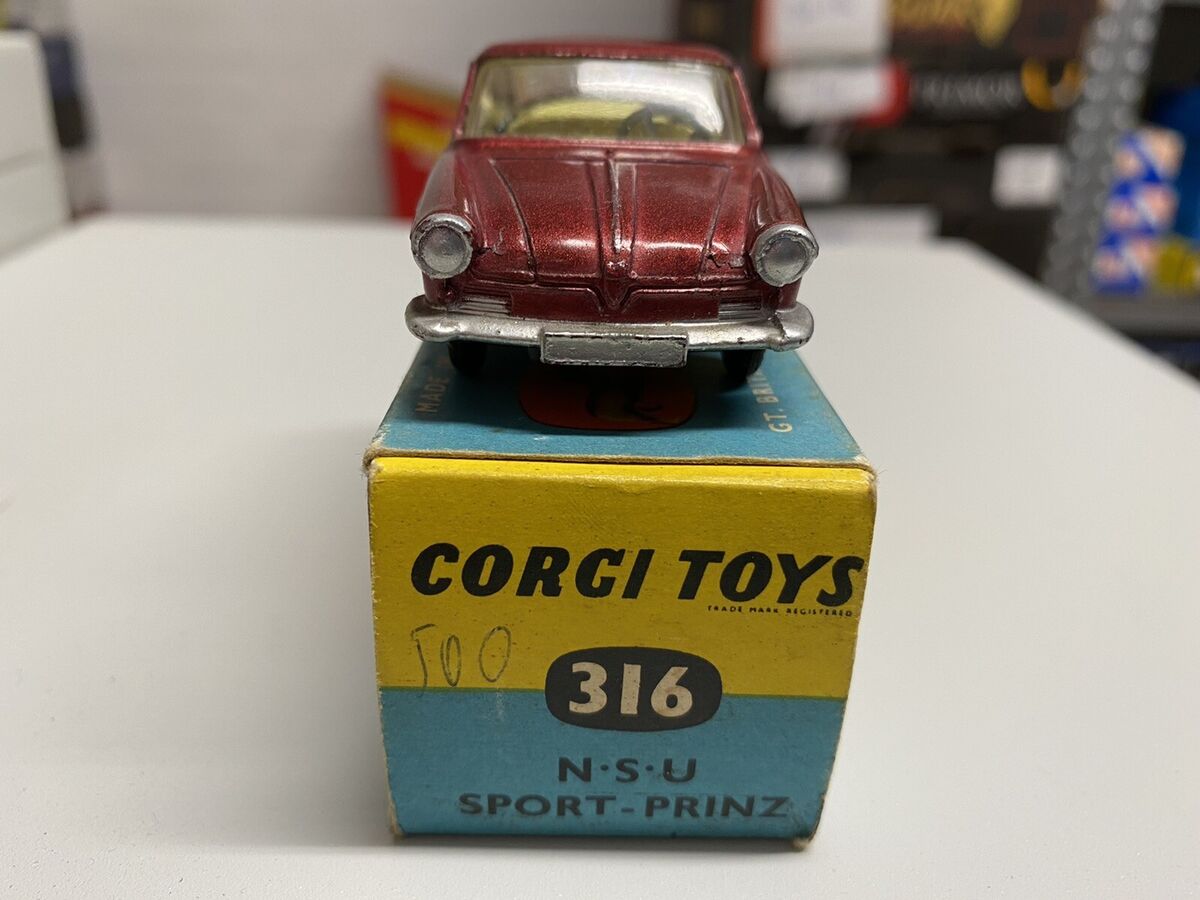 MADE
GT. BRI
CORGI TOYS
TRADE MARK REGISTERED
500
316
N·S·U
SPORT-PRINZ